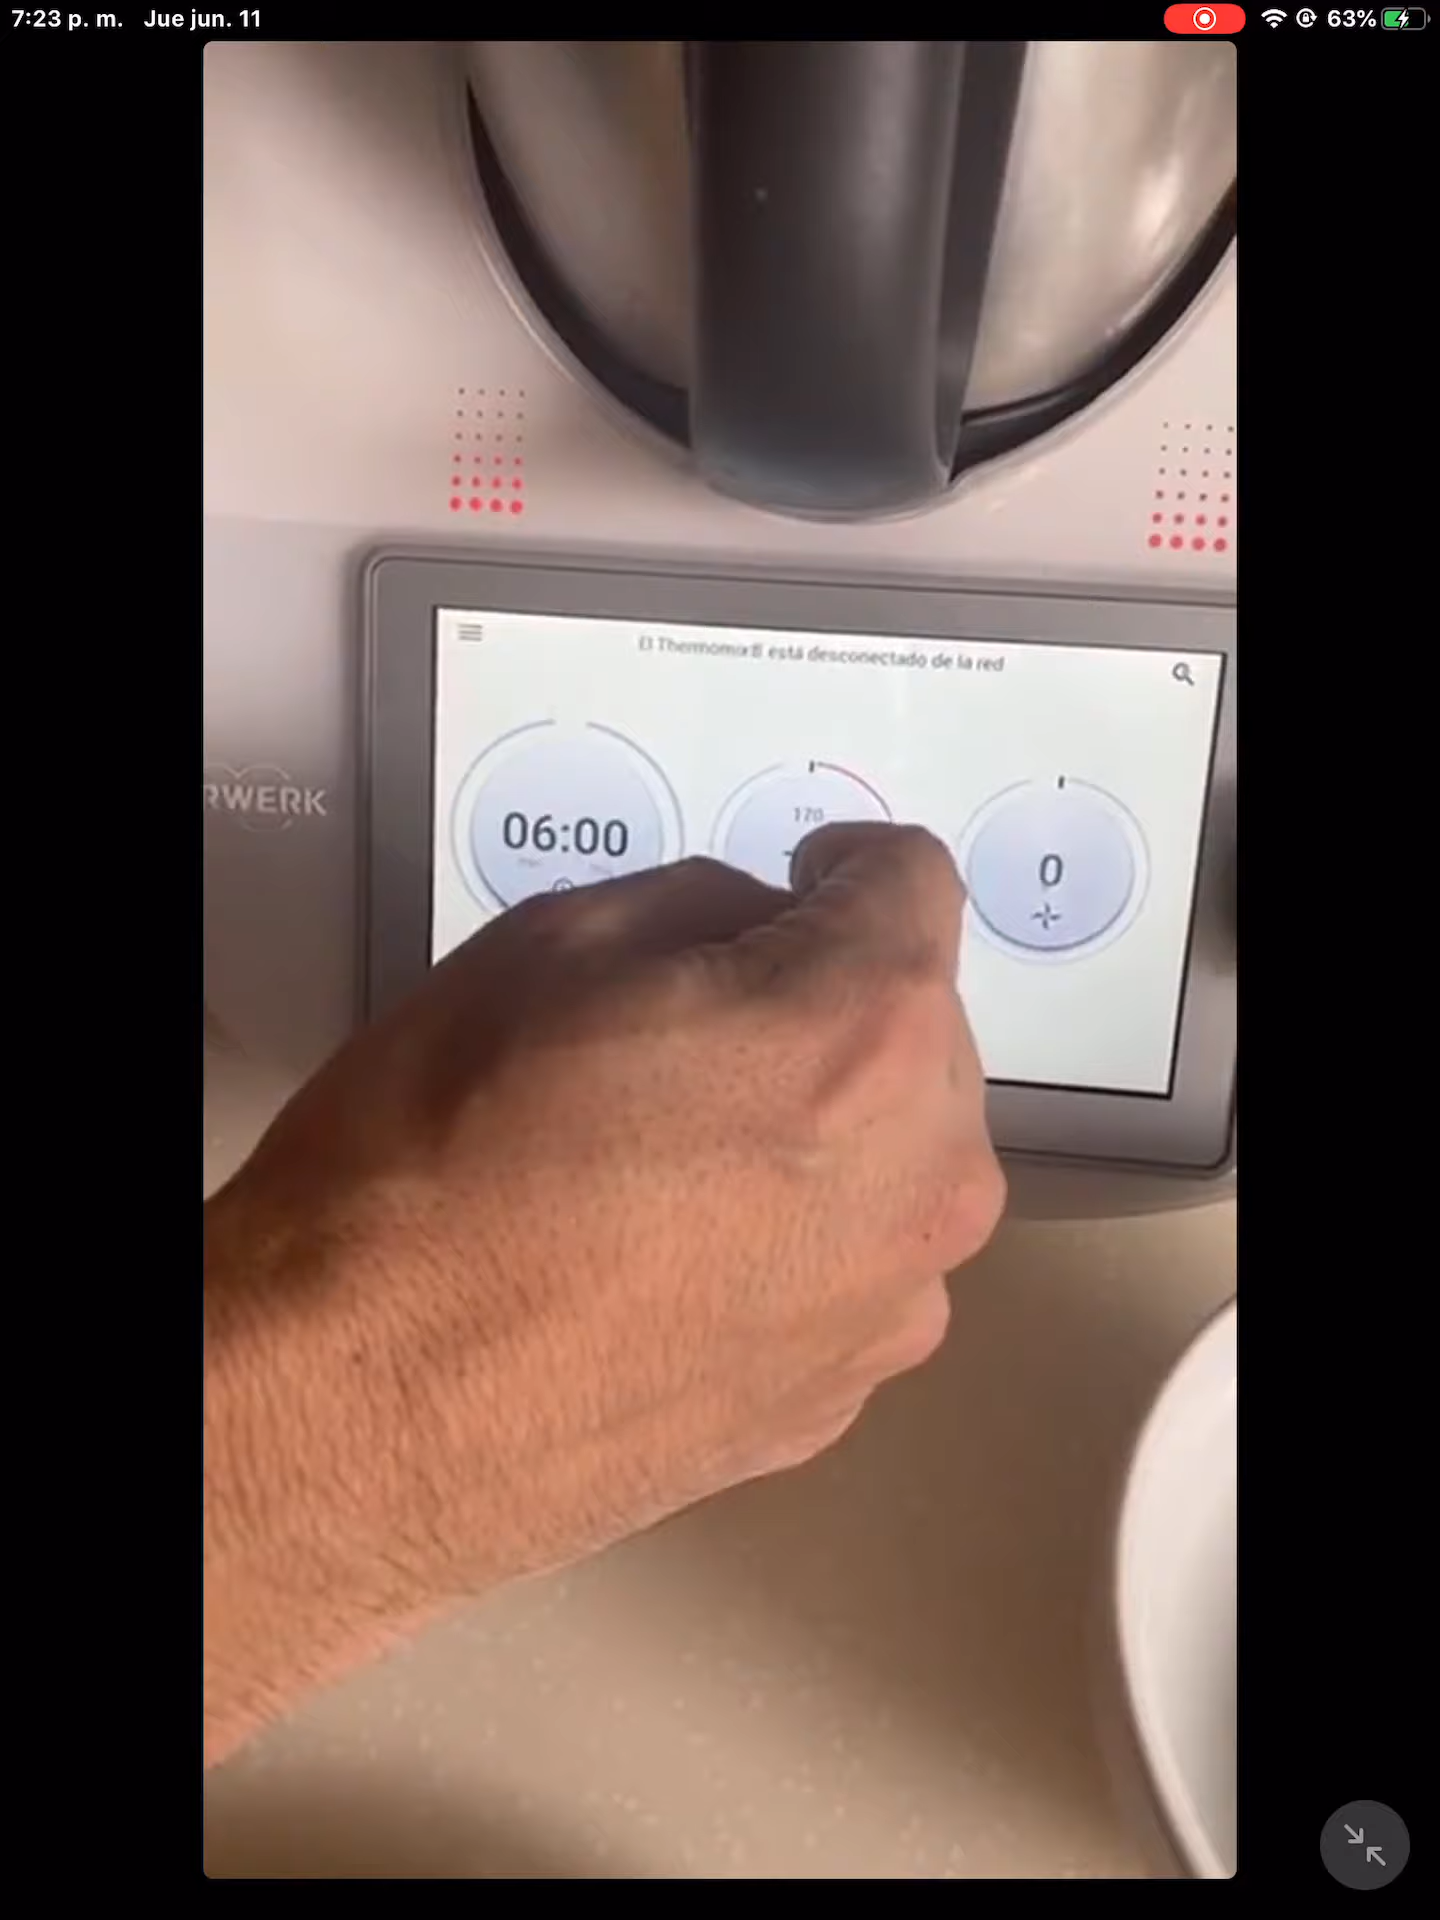 7:23 p. m. Jue jun. 11
63%
El Thermomix® está desconectado de la red
06:00
170
0
RWERK